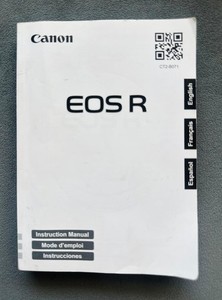 Canon
EOS R
English
Français
Español
Instruction Manual
Mode d'emploi
Instrucciones